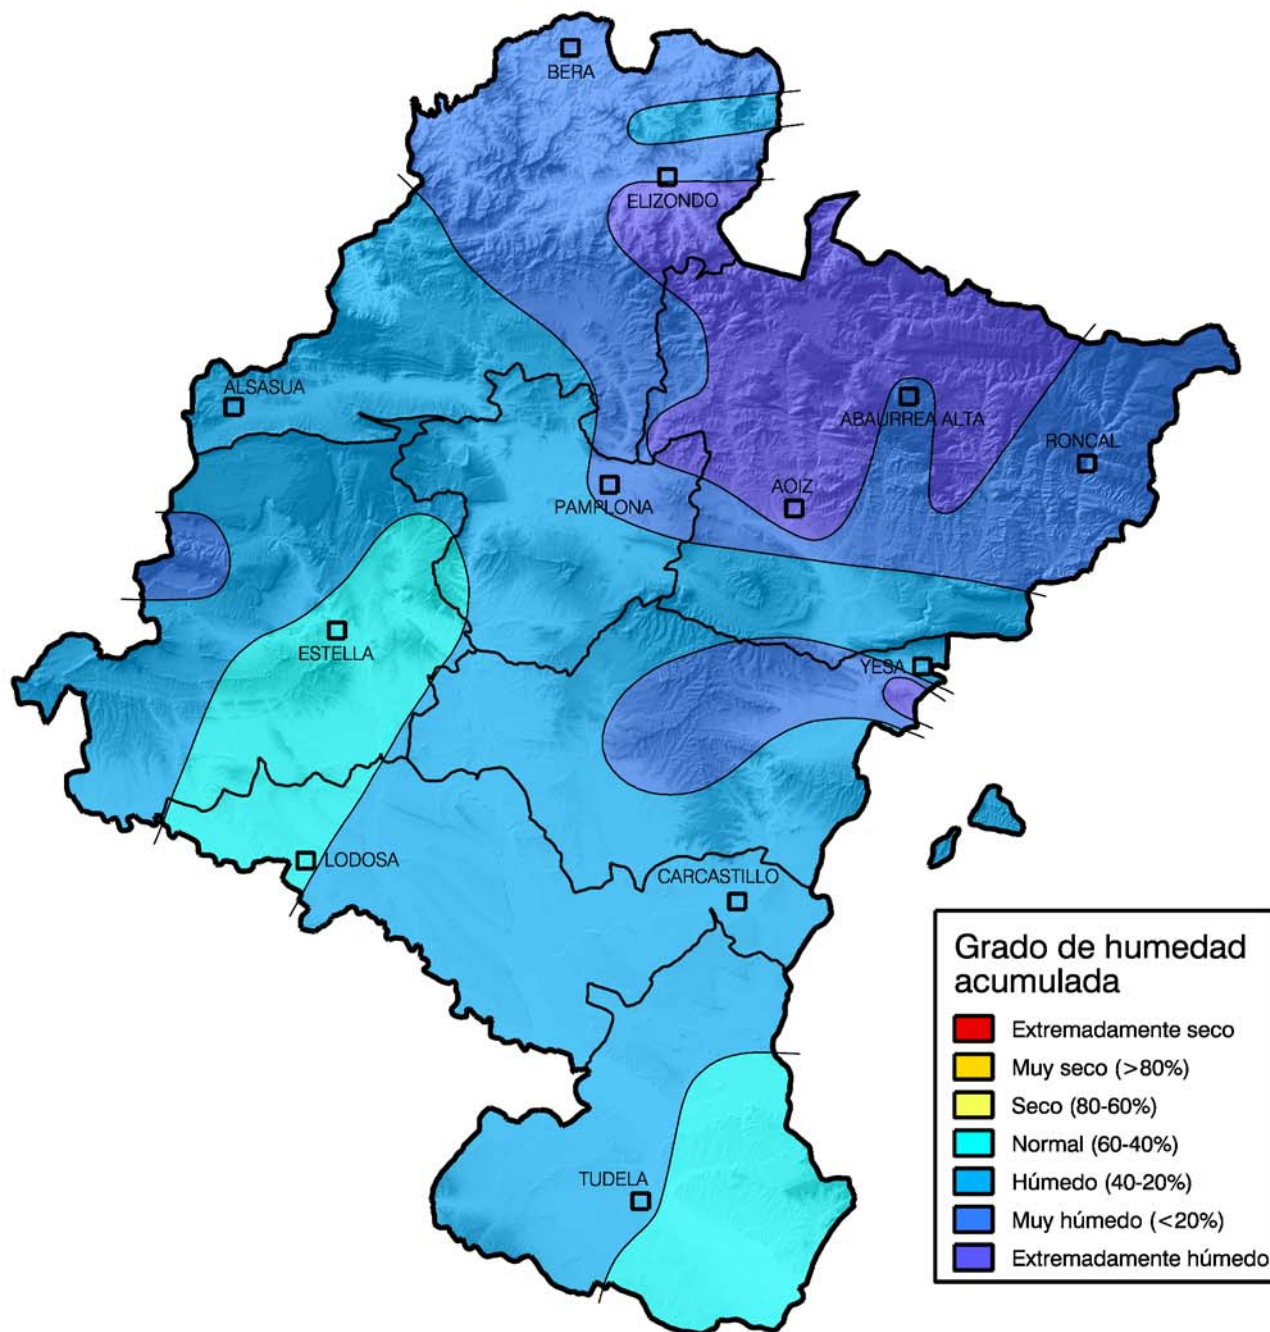 BERA
ELIZONDO
ALSASUA
ABAURREA ALTA
RONCAL
PAMPLONA
AOIZ
ESTELLA
YESA
LODOSA
CARCASTILLO
TUDELA
Grado de humedad
acumulada
Extremadamente seco
Muy seco (>80%)
Seco (80-60%)
Normal (60-40%)
Húmedo (40-20%)
Muy húmedo (<20%)
Extremadamente húmedo